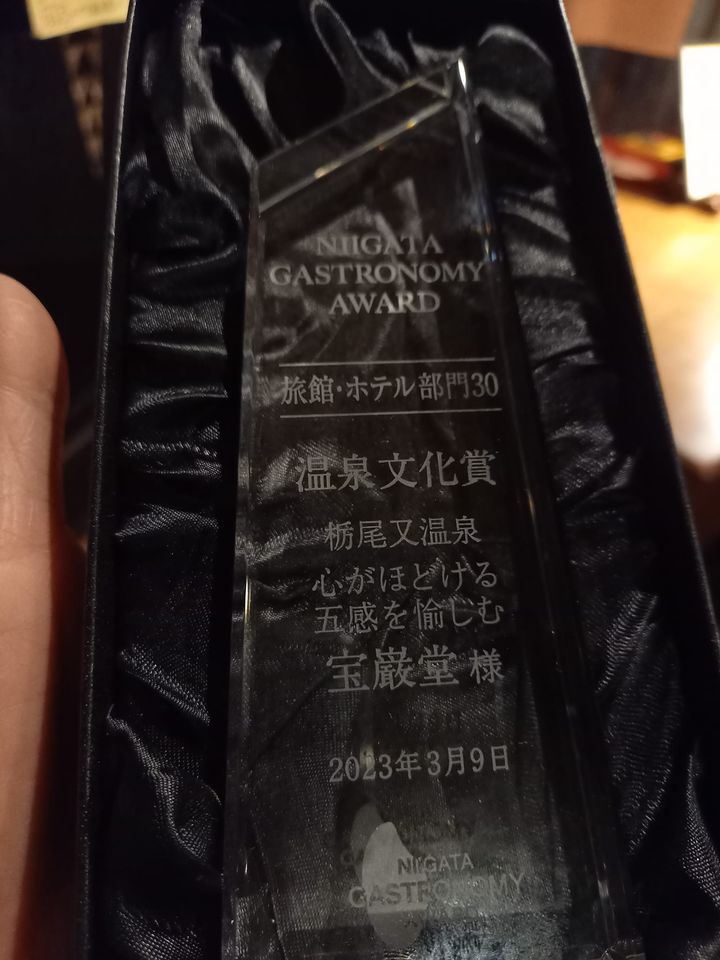 NIIGATA
GASTRONOMY
AWARD
旅館・ホテル部門30
温泉文化賞
栃尾又温泉
心がほどける
五感を愉しむ
宝巌堂 様
2023年3月9日
NIIGATA
GASTRONOMY